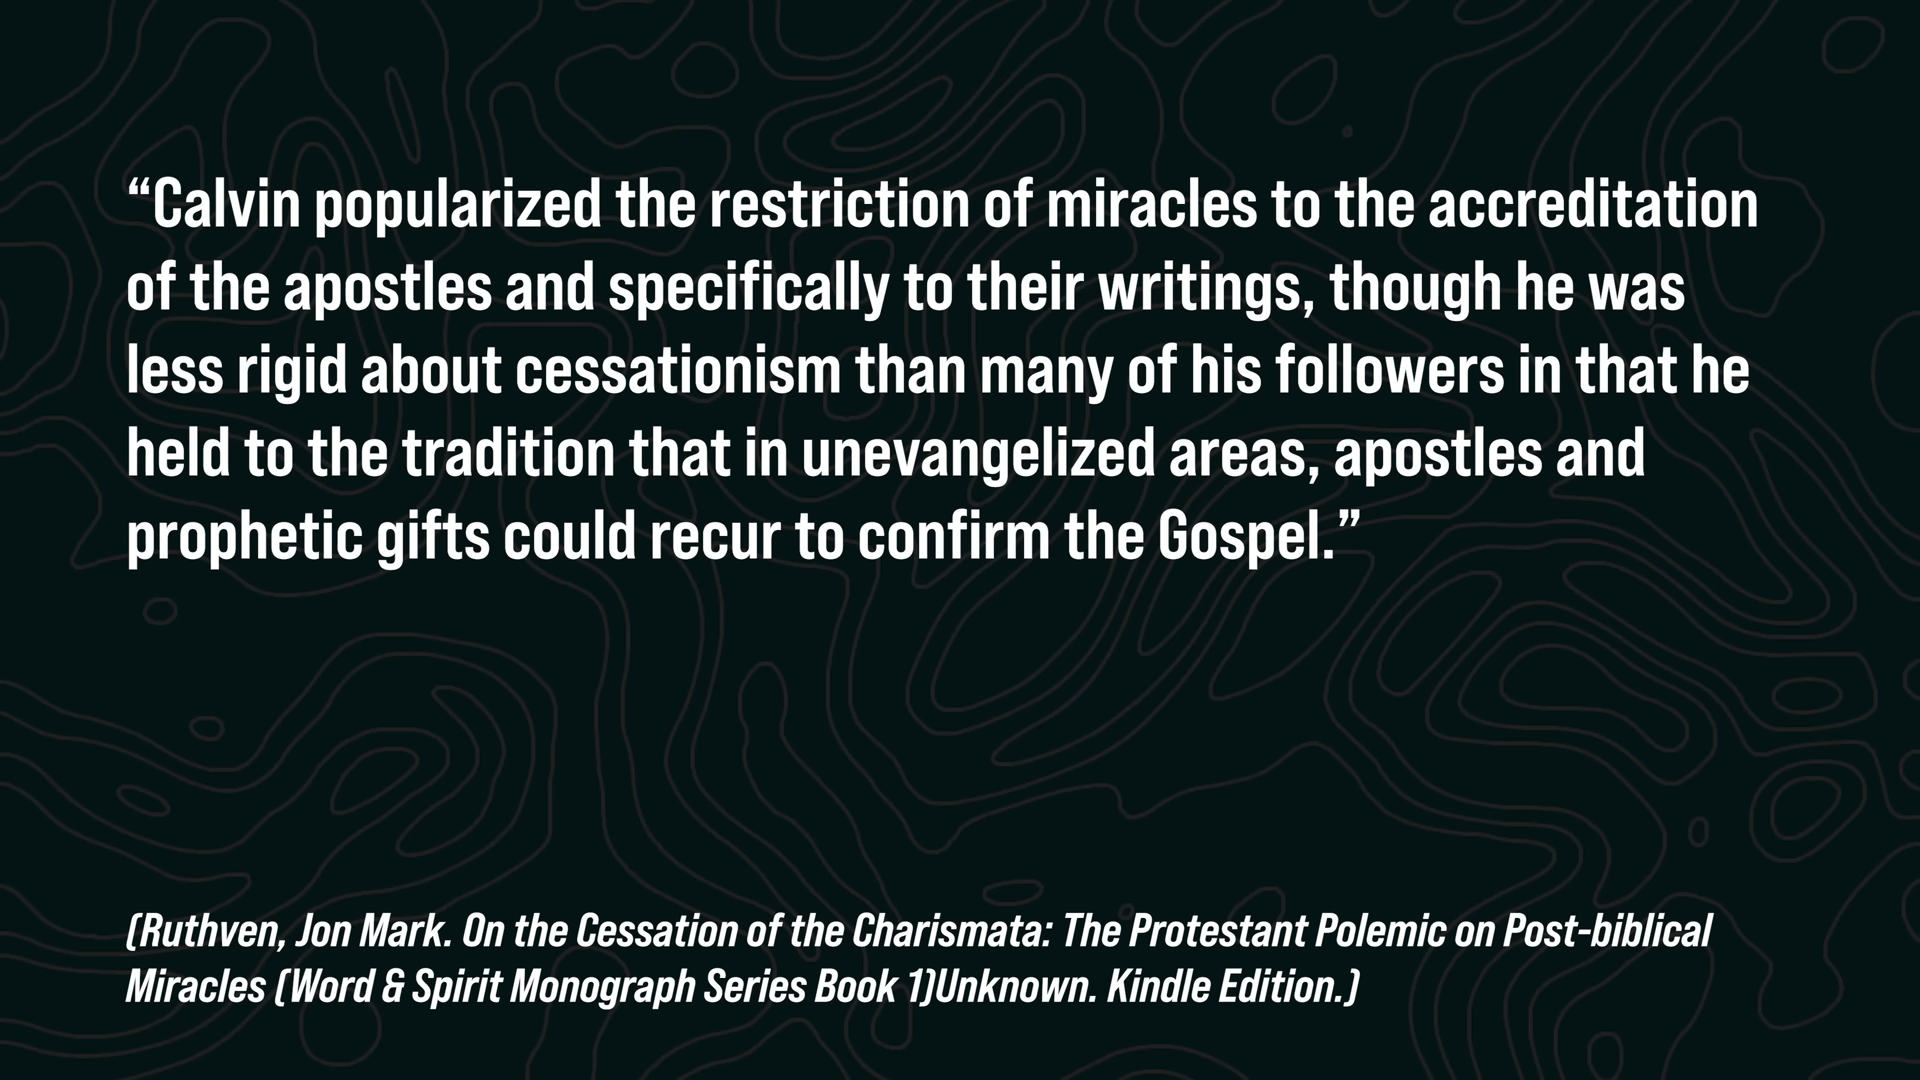 “Calvin popularized the restriction of miracles to the accreditation
of the apostles and specifically to their writings, though he was
less rigid about cessationism than many of his followers in that he
held to the tradition that in unevangelized areas, apostles and
prophetic gifts could recur to confirm the Gospel.”
(Ruthven, Jon Mark. On the Cessation of the Charismata: The Protestant Polemic on Post-biblical
Miracles (Word & Spirit Monograph Series Book 1)Unknown. Kindle Edition.)